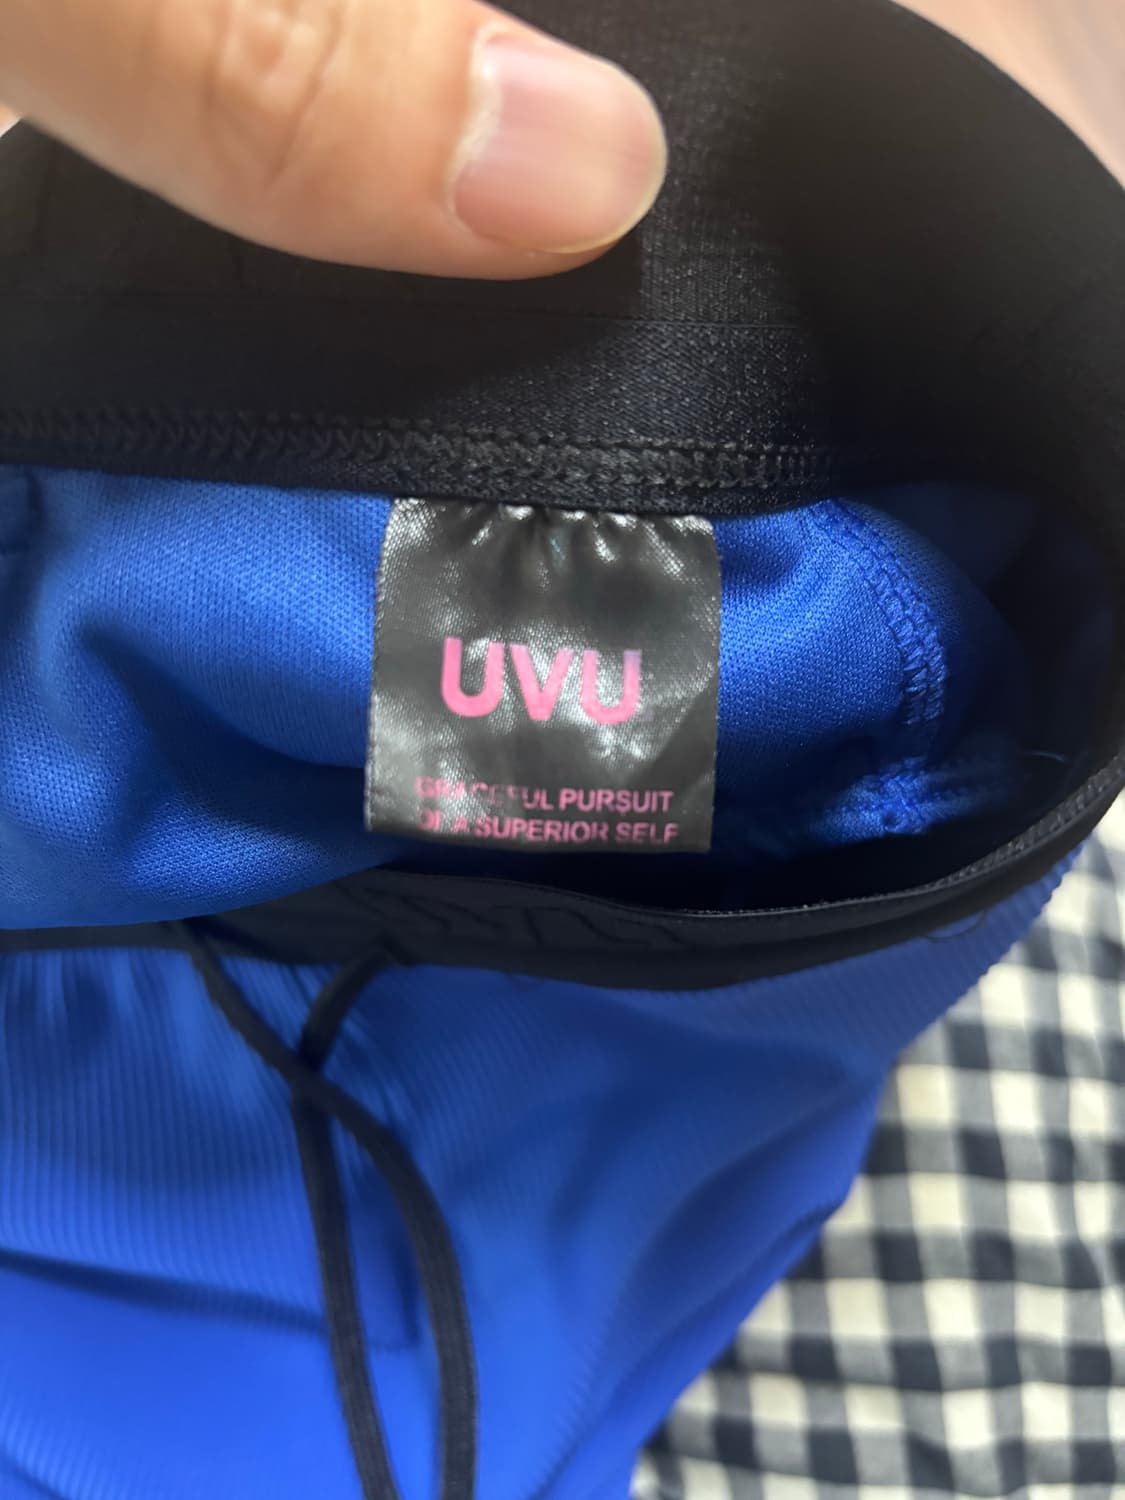 UVU
GRACEFUL PURSUIT
OF A SUPERIOR SELF